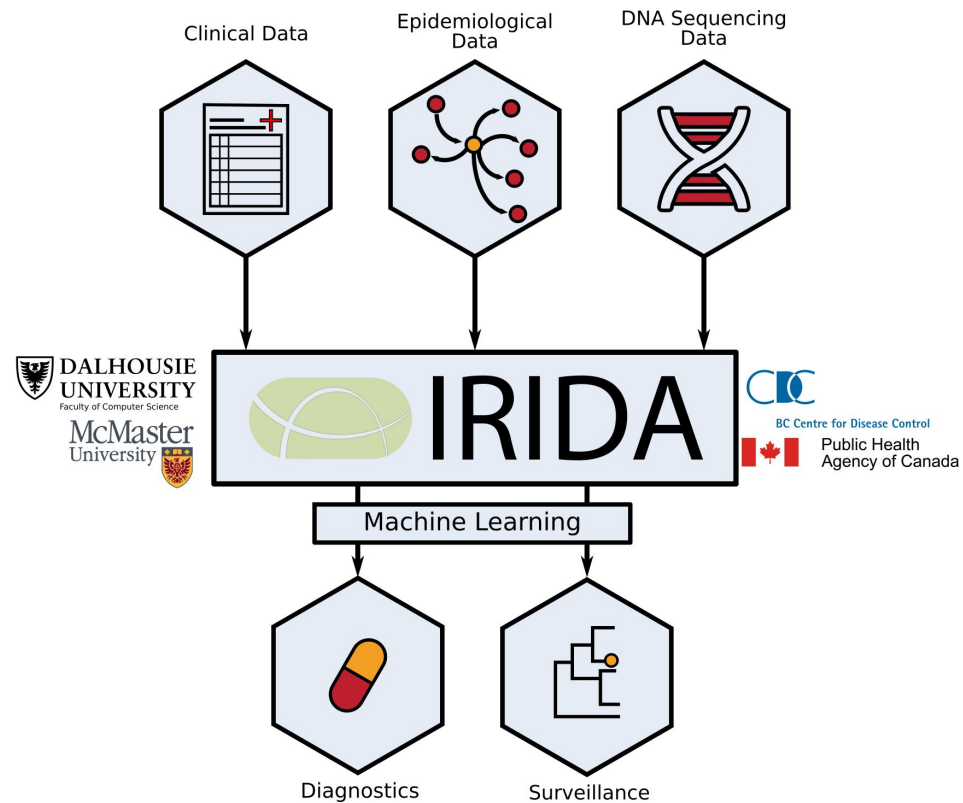 Clinical Data
Epidemiological
Data
DNA Sequencing
Data
DALHOUSIE
UNIVERSITY
Faculty of Computer Science
McMaster
University
IRIDA
CDC
BC Centre for Disease Control
Public Health
Agency of Canada
Machine Learning
Diagnostics
Surveillance